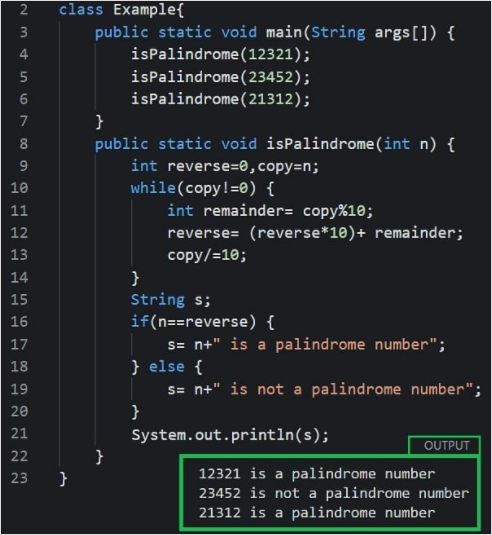 2 class Example{
3 public static void main(String args[]) {
4 isPalindrome(12321);
5 isPalindrome(23452);
6 isPalindrome(21312);
7 }
8 public static void isPalindrome(int n) {
9 int reverse=0,copy=n;
10 while(copy!=0) {
11 int remainder= copy%10;
12 reverse= (reverse*10)+ remainder;
13 copy/=10;
14 }
15 String s;
16 if(n==reverse) {
17 s= n+" is a palindrome number";
18 } else {
19 s= n+" is not a palindrome number";
20 }
21 System.out.println(s);
22 }
23 }
OUTPUT
12321 is a palindrome number
23452 is not a palindrome number
21312 is a palindrome number